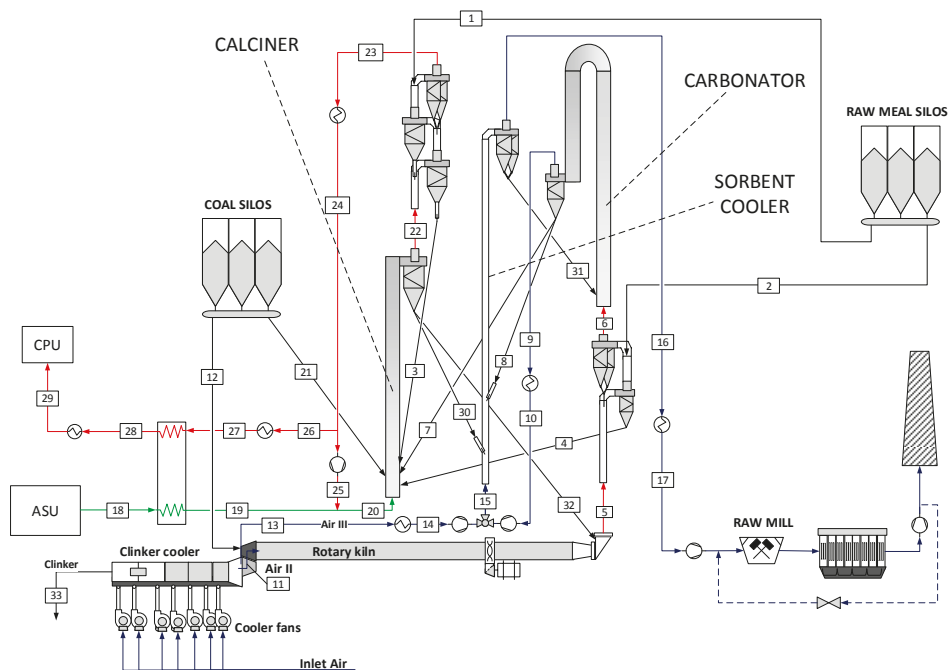 1
23
CALCINER
CARBONATOR
RAW MEAL SILOS
SORBENT
COOLER
24
COAL SILOS
22
31
2
6
CPU
12
21
3
9
8
16
29
7
30
10
28
27
26
4
17
25
ASU
18
19
20
15
32
5
13
Air III
14
RAW MILL
Clinker cooler
Rotary kiln
Clinker
Air II
11
33
Cooler fans
Inlet Air